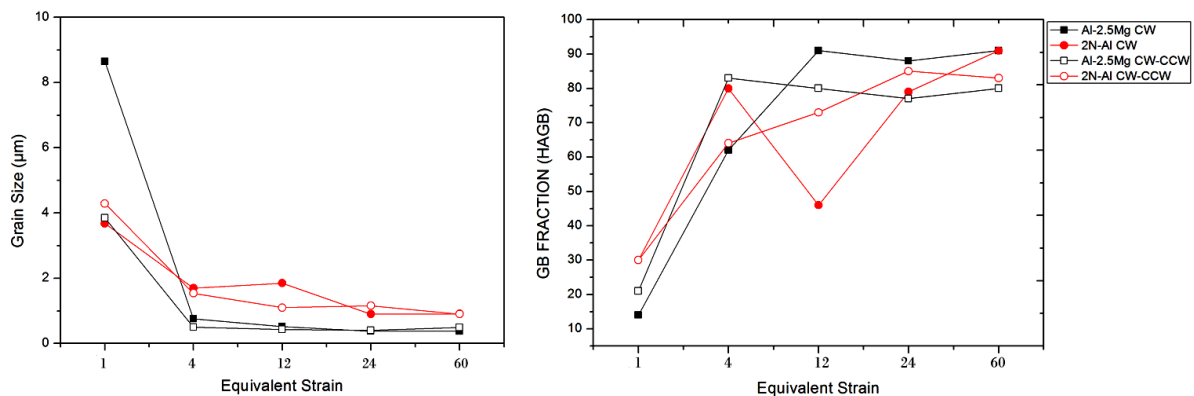 10
8
6
4
2
0
Grain Size (µm)
1 4 12 24 60
Equivalent Strain
100
90
80
70
60
50
40
30
20
10
GB FRACTION (HAGB)
1 4 12 24 60
Equivalent Strain
Al-2.5Mg CW
2N-Al CW
Al-2.5Mg CW-CCW
2N-Al CW-CCW